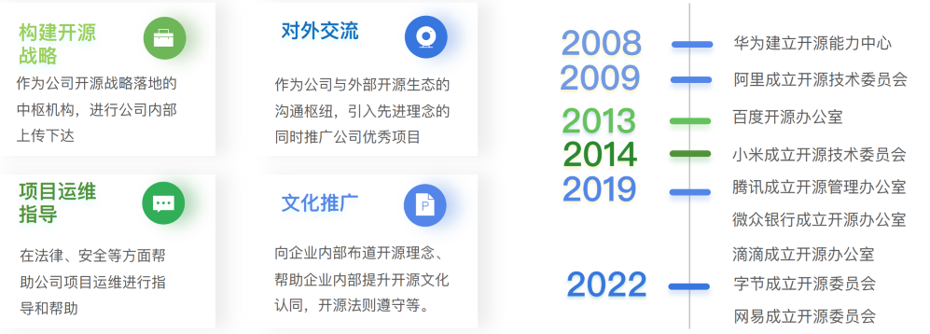 构建开源
战略
作为公司开源战略落地的
中枢机构，进行公司内部
上传下达
对外交流
作为公司与外部开源生态的
沟通枢纽，引入先进理念的
同时推广公司优秀项目
项目运维
指导
在法律、安全等方面帮
助公司项目运维进行指
导和帮助
文化推广
P
向企业内部布道开源理念、
帮助企业内部提升开源文化
认同，开源法则遵守等。
2008 华为建立开源能力中心
2009 阿里成立开源技术委员会
2013 百度开源办公室
2014 小米成立开源技术委员会
2019 腾讯成立开源管理办公室
微众银行成立开源办公室
滴滴成立开源办公室
2022 字节成立开源委员会
网易成立开源委员会